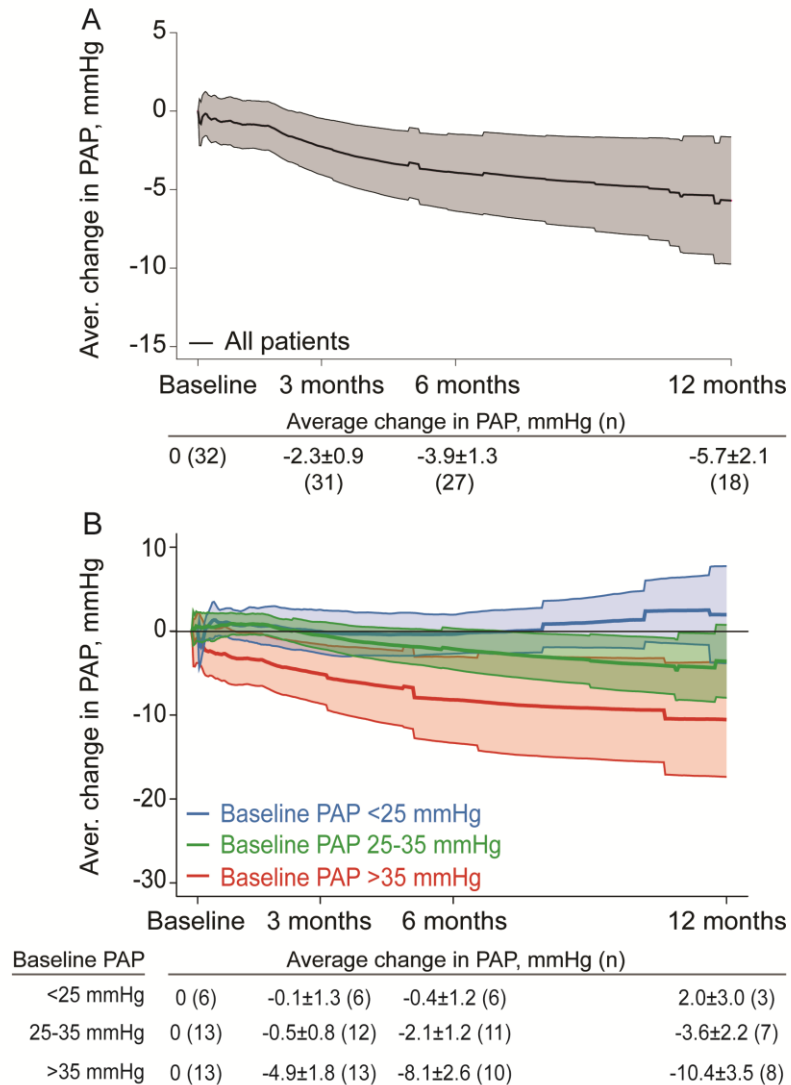 A
Aver. change in PAP, mmHg
5
0
-5
-10
-15
All patients
Baseline 3 months 6 months 12 months
Average change in PAP, mmHg (n)
0 (32) -2.3±0.9 -3.9±1.3 -5.7±2.1
(31) (27) (18)
B
Aver. change in PAP, mmHg
10
0
-10
-20
-30
Baseline PAP <25 mmHg
Baseline PAP 25-35 mmHg
Baseline PAP >35 mmHg
Baseline 3 months 6 months 12 months
Baseline PAP Average change in PAP, mmHg (n)
<25 mmHg 0 (6) -0.1±1.3 (6) -0.4±1.2 (6) 2.0±3.0 (3)
25-35 mmHg 0 (13) -0.5±0.8 (12) -2.1±1.2 (11) -3.6±2.2 (7)
>35 mmHg 0 (13) -4.9±1.8 (13) -8.1±2.6 (10) -10.4±3.5 (8)